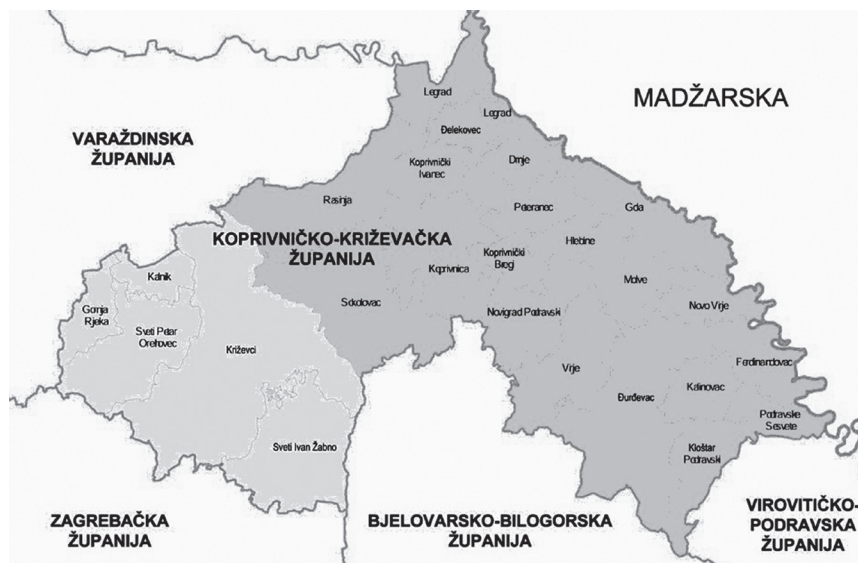 MADŽARSKA
VARAŽDINSKA
ŽUPANIJA
Legrad
Legrad
Đelekovec
Koprivnički
Ivanec
Drnje
Rasinja
Peteranec
Gola
KOPRIVNIČKO-KRIŽEVAČKA
ŽUPANIJA
Hlebine
Koprivnički
Bregi
Koprivnica
Molve
Kalnik
Gornja
Rijeka
Sveti Petar
Orehovec
Sokolovac
Novigrad Podravski
Novo Virje
Križevci
Virje
Ferdinandovac
Đurđevac
Kalinovac
Podravske
Sesvete
Sveti Ivan Žabno
Kloštar
Podravski
ZAGREBAČKA
ŽUPANIJA
BJELOVARSKO-BILOGORSKA
ŽUPANIJA
VIROVITIČKO-
PODRAVSKA
ŽUPANIJA